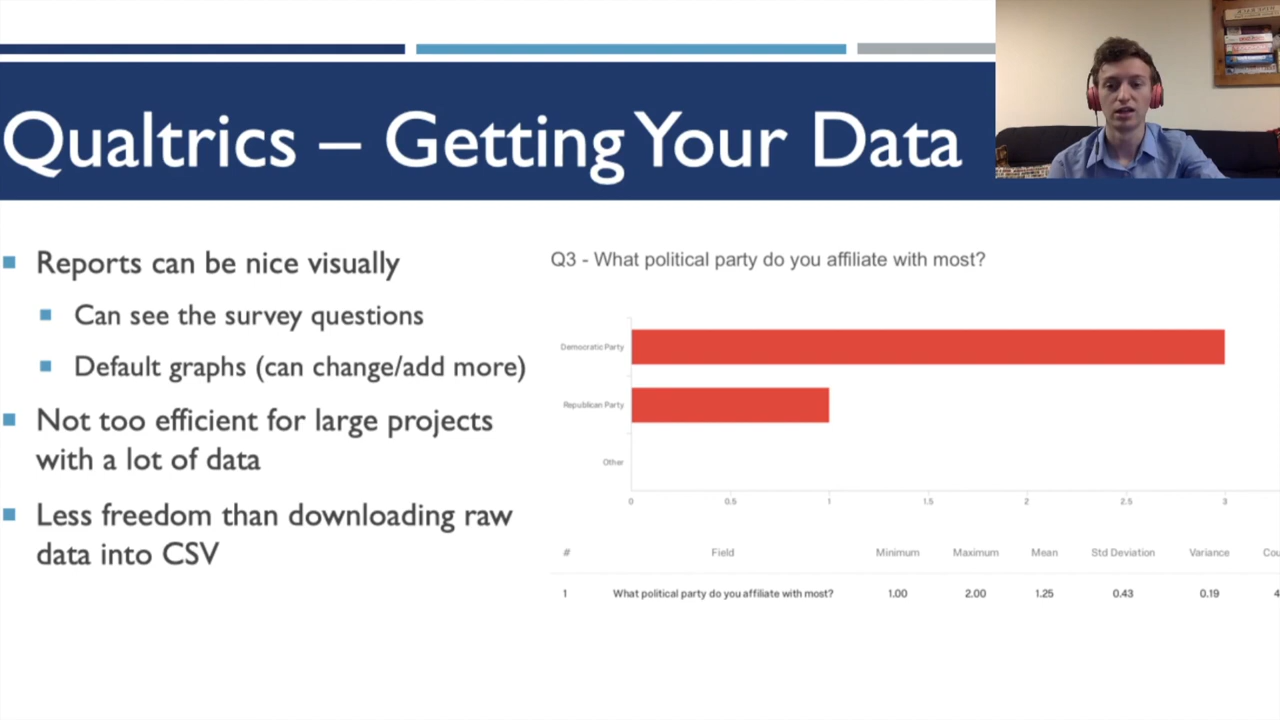 Qualtrics – Getting Your Data
Reports can be nice visually
Can see the survey questions
Default graphs (can change/add more)
Not too efficient for large projects
with a lot of data
Less freedom than downloading raw
data into CSV
Q3 - What political party do you affiliate with most?
Democratic Party
Republican Party
Other
0 0.5 1 1.5 2 2.5 3
# Field Minimum Maximum Mean Std Deviation Variance Cou
1 What political party do you affiliate with most? 1.00 2.00 1.25 0.43 0.19 4